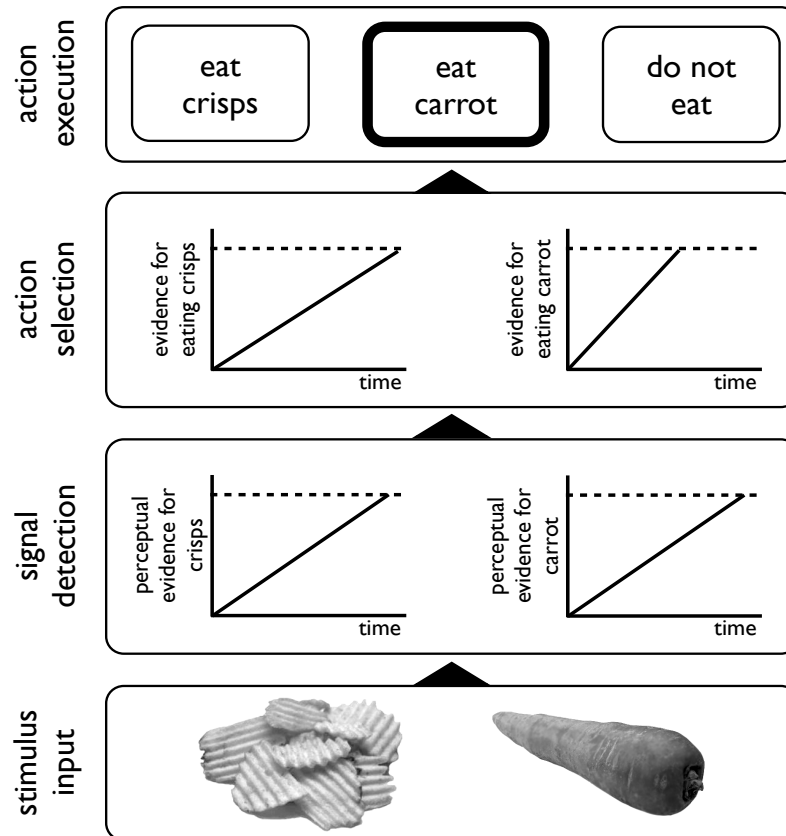 action
execution
eat
crisps
eat
carrot
do not
eat
action
selection
evidence for
eating crisps
time
evidence for
eating carrot
time
signal
detection
perceptual
evidence for
crisps
time
perceptual
evidence for
carrot
time
stimulus
input